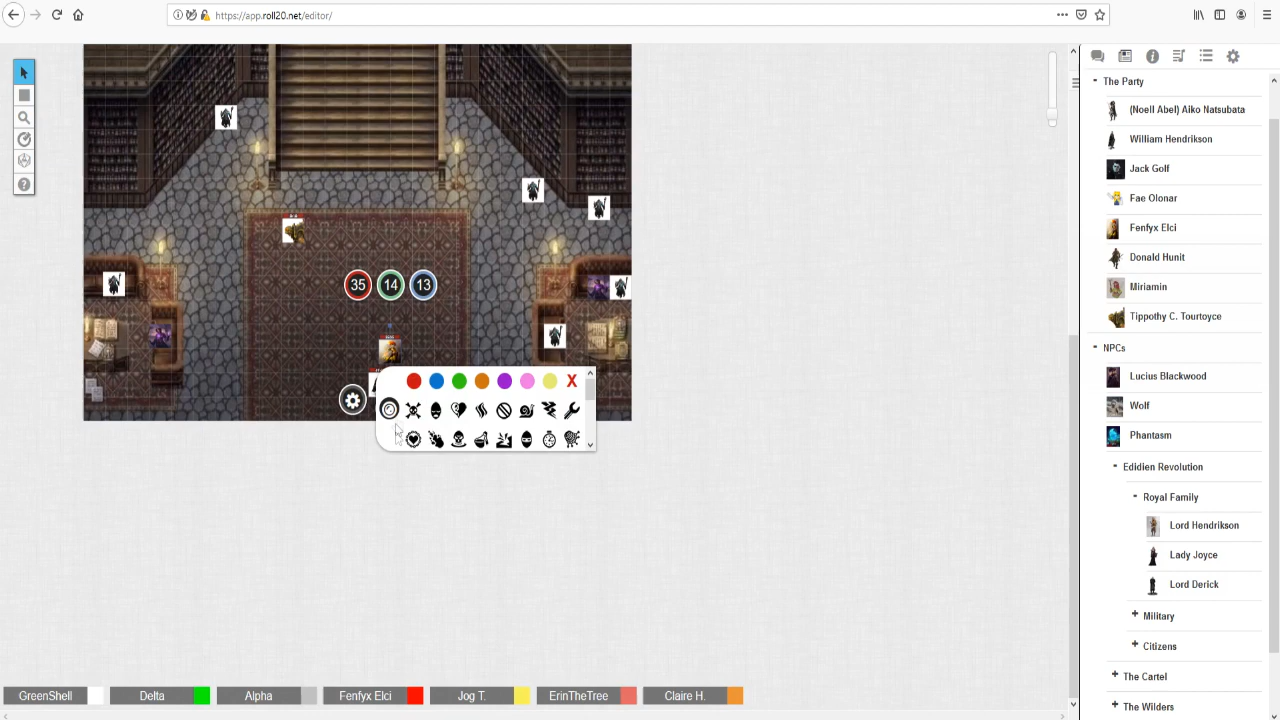 https://app.roll20.net/editor/
The Party
(Noell Abel) Aiko Natsubata
William Hendrikson
Jack Golf
Fae Olonar
Fenfyx Elci
Donald Hunit
Miriamin
Tippothy C. Tourtoyce
NPCs
Lucius Blackwood
Wolf
Phantasm
Edidien Revolution
Royal Family
Lord Hendrikson
Lady Joyce
Lord Derick
Military
Citizens
The Cartel
The Wilders
35 14 13
X
GreenShell Delta Alpha Fenfyx Elci Jog T. ErinTheTree Claire H.